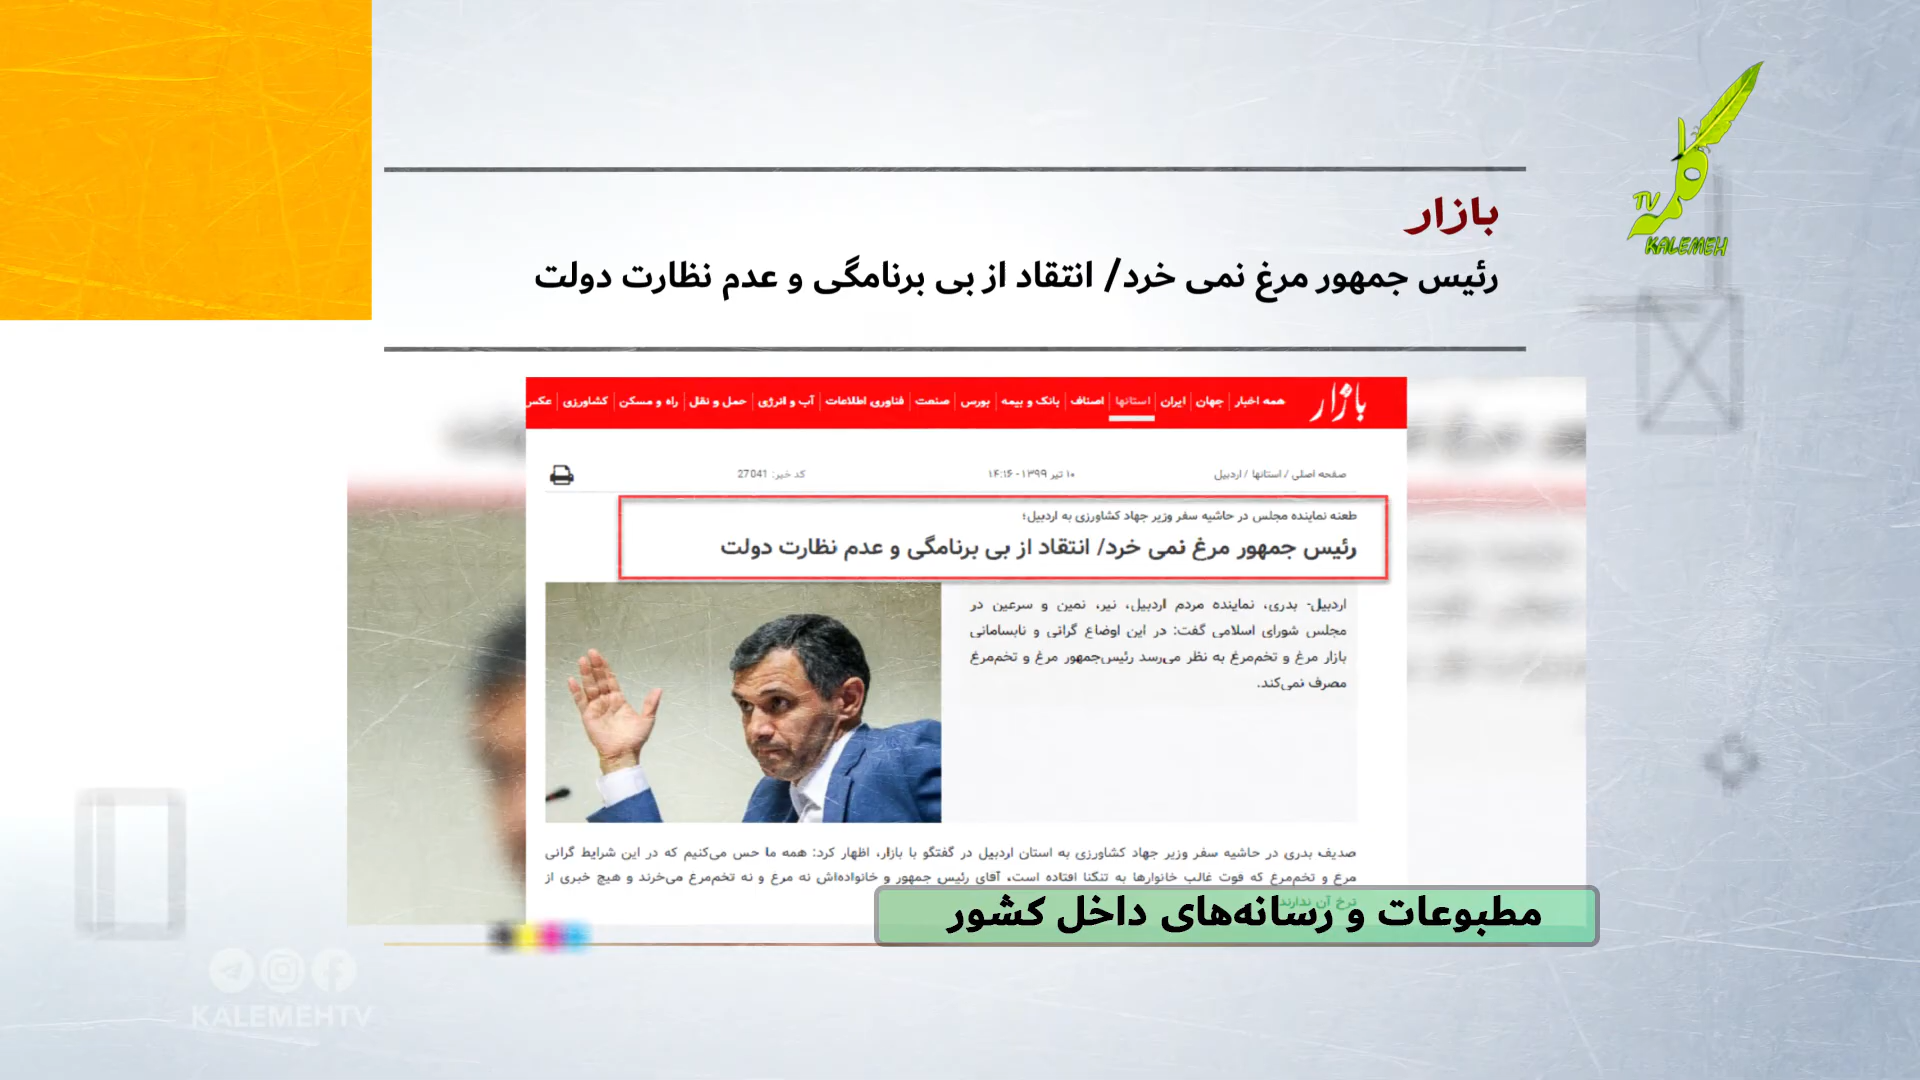 بازار
رئیس جمهور مرغ نمی خرد/ انتقاد از بی برنامگی و عدم نظارت دولت
TV
KALEMEH
بازار
همه اخبار | جهان | ایران | استانها | اصناف | بانک و بیمه | بورس | صنعت | فناوری اطلاعات | آب و انرژی | حمل و نقل | راه و مسکن | کشاورزی | عکس
صفحه اصلی / استانها / اردبیل
۱۰ تیر ۱۳۹۹ - ۱۴:۱۶
کد خبر: 27041
طعنه نماینده مجلس در حاشیه سفر وزیر جهاد کشاورزی به اردبیل؛
رئیس جمهور مرغ نمی خرد/ انتقاد از بی برنامگی و عدم نظارت دولت
اردبیل- بدری، نماینده مردم اردبیل، نیر، نمین و سرعین در
مجلس شورای اسلامی گفت: در این اوضاع گرانی و نابسامانی
بازار مرغ و تخم‌مرغ به نظر می‌رسد رئیس‌جمهور مرغ و تخم‌مرغ
مصرف نمی‌کند.
صدیف بدری در حاشیه سفر وزیر جهاد کشاورزی به استان اردبیل در گفتگو با بازار، اظهار کرد: همه ما حس می‌کنیم که در این شرایط گرانی
مرغ و تخم‌مرغ که قوت غالب خانوارها به تنگنا افتاده است، آقای رئیس جمهور و خانواده‌اش نه مرغ و نه تخم‌مرغ می‌خرند و هیچ خبری از
نرخ آن ندارند
مطبوعات و رسانه‌های داخل کشور
KALEMEHTV